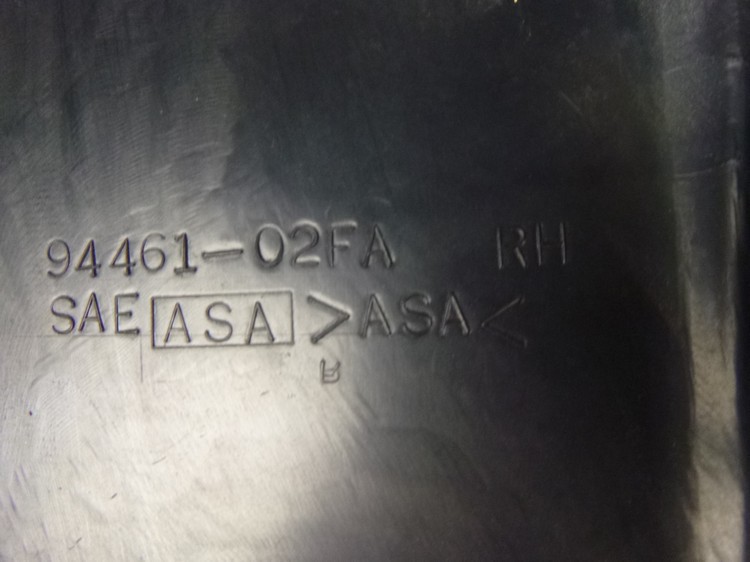 94461-02FA RH
SAE ASA >ASA<
R